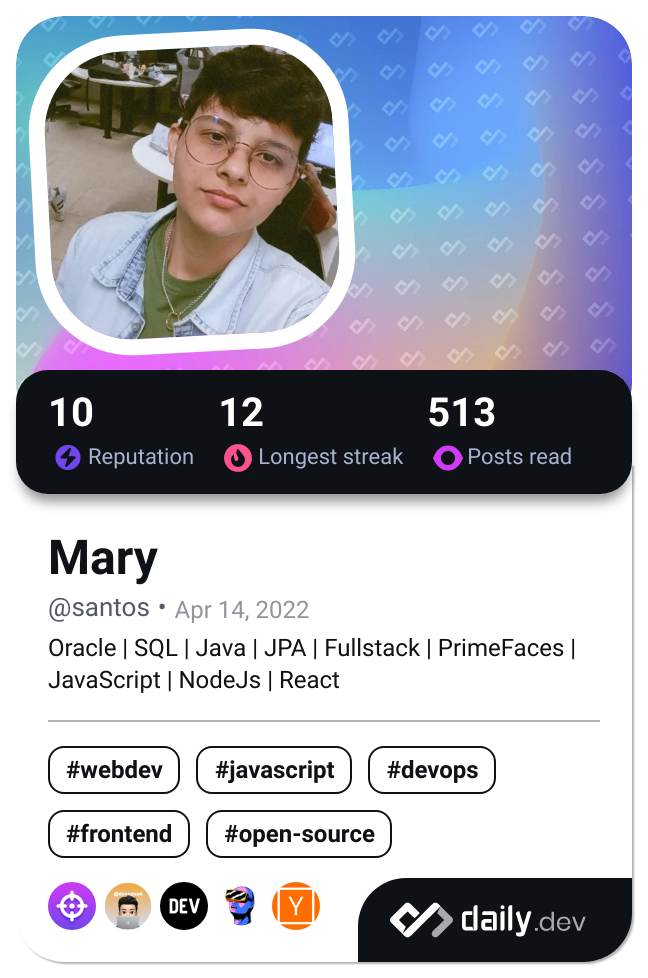 10 12 513
Reputation Longest streak Posts read
Mary
@santos • Apr 14, 2022
Oracle | SQL | Java | JPA | Fullstack | PrimeFaces |
JavaScript | NodeJs | React
#webdev #javascript #devops
#frontend #open-source
DEV Y daily.dev